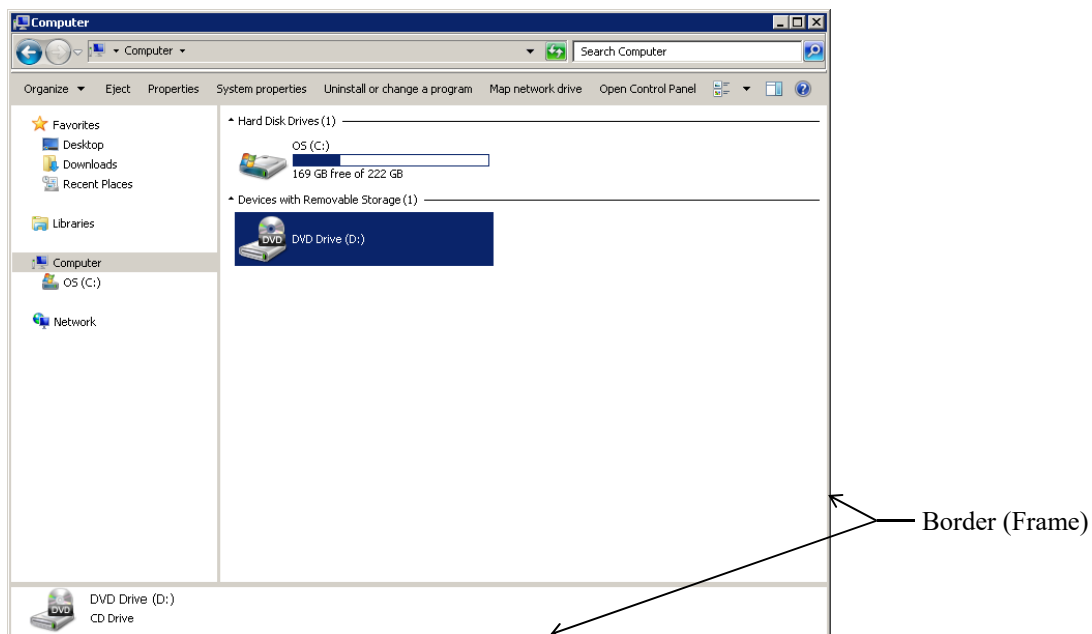 Computer
Computer
Search Computer
Organize Eject Properties System properties Uninstall or change a program Map network drive Open Control Panel
Favorites
Desktop
Downloads
Recent Places
Libraries
Computer
OS (C:)
Network
Hard Disk Drives (1)
OS (C:)
169 GB free of 222 GB
Devices with Removable Storage (1)
DVD
DVD Drive (D:)
Border (Frame)
DVD
DVD Drive (D:)
CD Drive